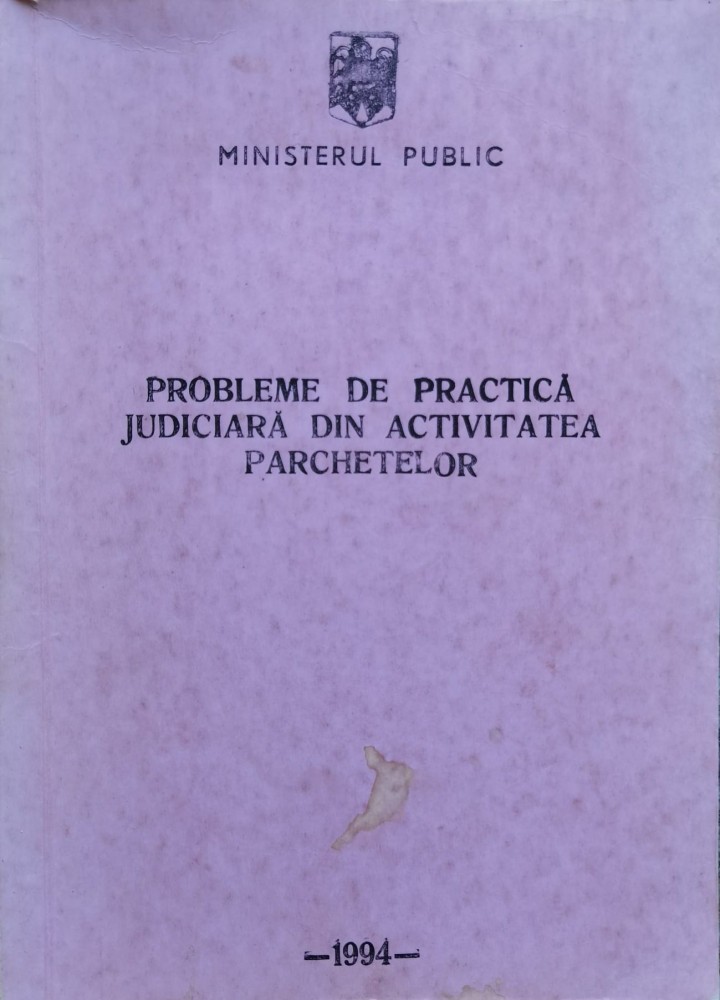 MINISTERUL PUBLIC
PROBLEME DE PRACTICĂ
JUDICIARĂ DIN ACTIVITATEA
PARCHETELOR
—1994—